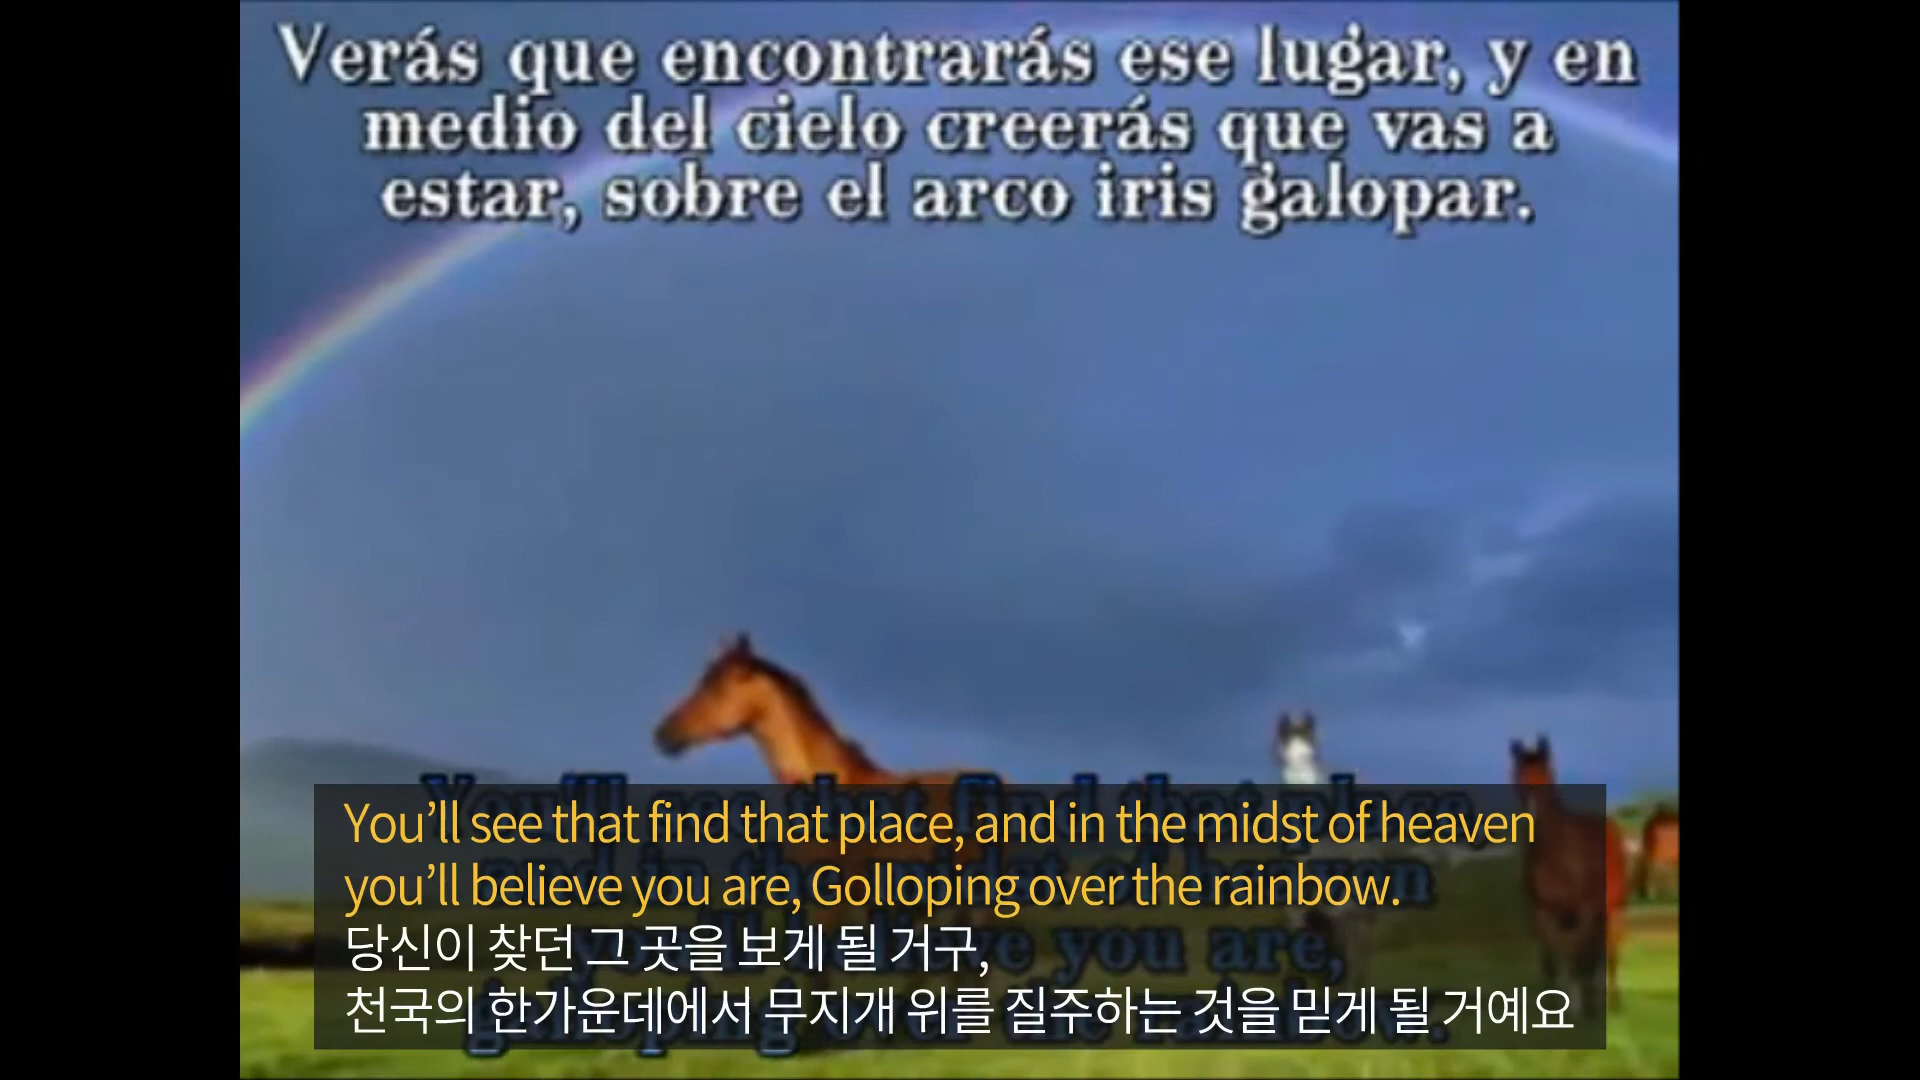 Verás que encontrarás ese lugar, y en
medio del cielo creerás que vas a
estar, sobre el arco iris galopar.
You’ll see that find that place, and in the midst of heaven
you’ll believe you are, Golloping over the rainbow.
당신이 찾던 그 곳을 보게 될 거구,
천국의 한가운데에서 무지개 위를 질주하는 것을 믿게 될 거예요